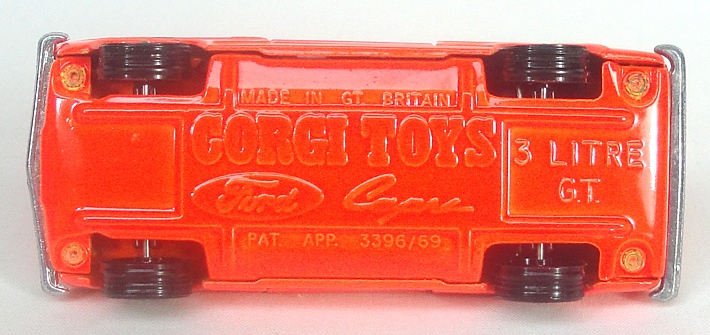 MADE IN GT. BRITAIN
CORGI TOYS
3 LITRE
G.T.
Ford Capri
PAT. APP. 3396/69